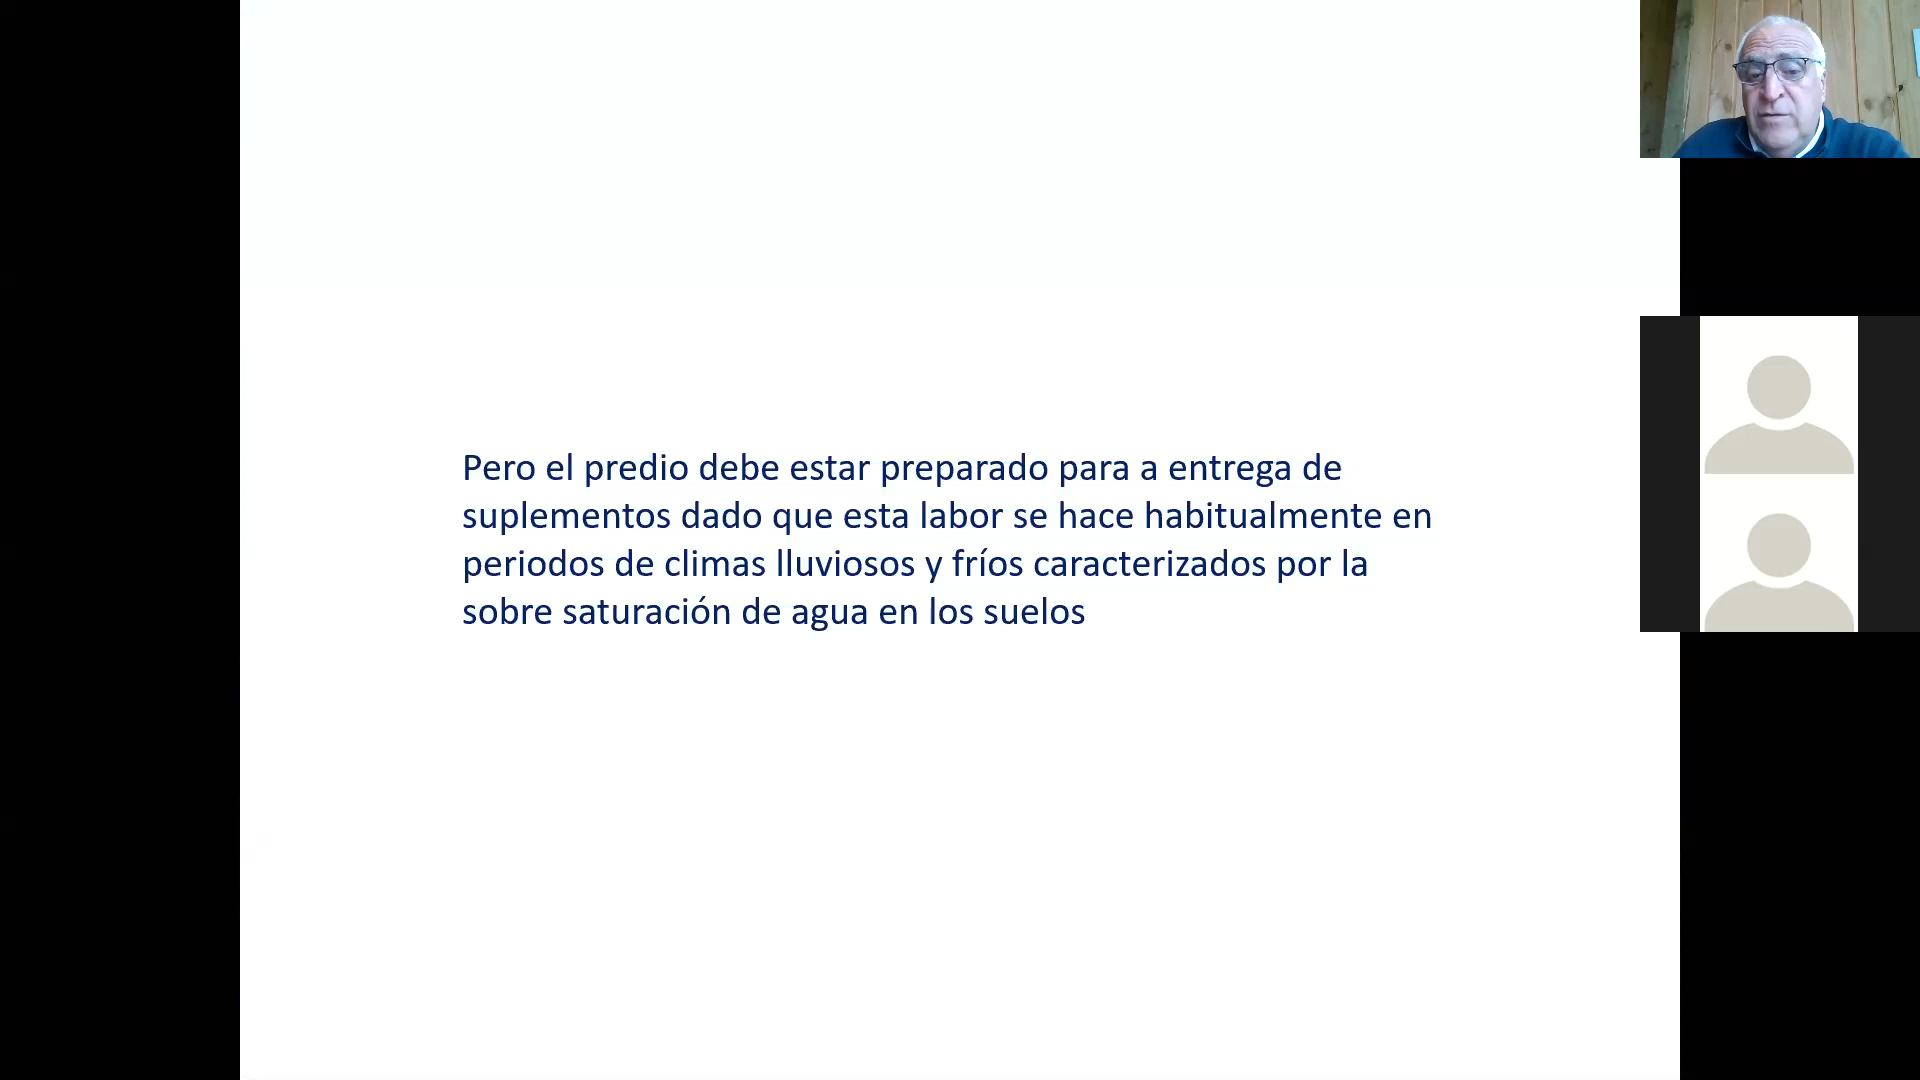 Pero el predio debe estar preparado para a entrega de
suplementos dado que esta labor se hace habitualmente en
periodos de climas lluviosos y fríos caracterizados por la
sobre saturación de agua en los suelos